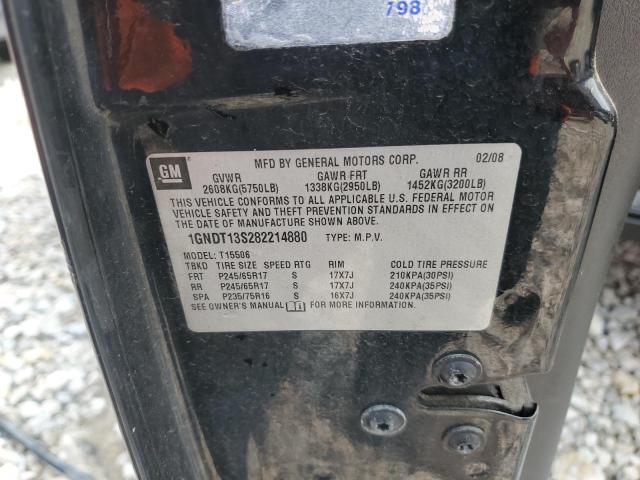 798
GM
MFD BY GENERAL MOTORS CORP. 02/08
GVWR GAWR FRT GAWR RR
2608KG(5750LB) 1338KG(2950LB) 1452KG(3200LB)
THIS VEHICLE CONFORMS TO ALL APPLICABLE U.S. FEDERAL MOTOR
VEHICLE SAFETY AND THEFT PREVENTION STANDARDS IN EFFECT ON
THE DATE OF MANUFACTURE SHOWN ABOVE.
1GNDT13S282214880 TYPE: M.P.V.
MODEL: T15506
TBKD TIRE SIZE SPEED RTG RIM COLD TIRE PRESSURE
FRT P245/65R17 S 17X7J 210KPA(30PSI)
RR P245/65R17 S 17X7J 240KPA(35PSI)
SPA P235/75R16 S 16X7J 240KPA(35PSI)
SEE OWNER'S MANUAL FOR MORE INFORMATION.